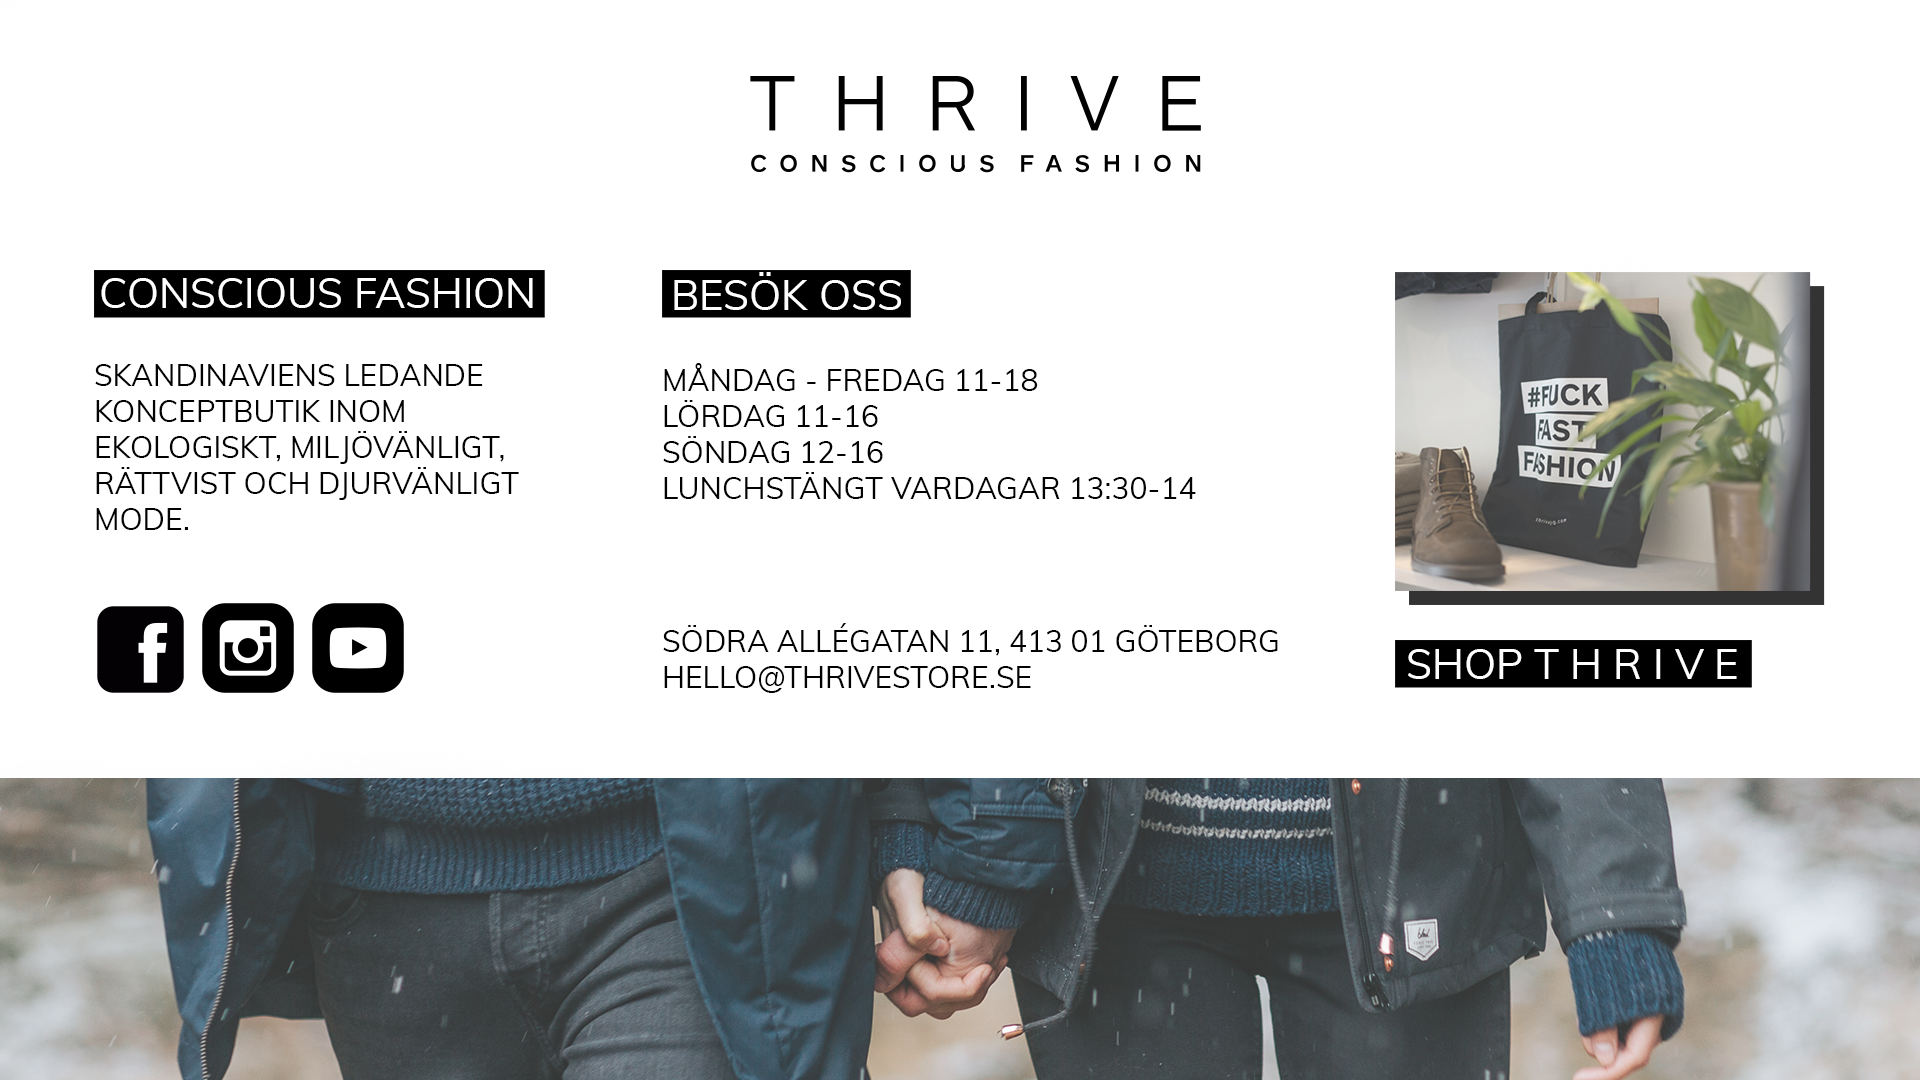 THRIVE
CONSCIOUS FASHION
CONSCIOUS FASHION
SKANDINAVIENS LEDANDE
KONCEPTBUTIK INOM
EKOLOGISKT, MILJÖVÄNLIGT,
RÄTTVIST OCH DJURVÄNLIGT
MODE.
BESÖK OSS
MÅNDAG - FREDAG 11-18
LÖRDAG 11-16
SÖNDAG 12-16
LUNCHSTÄNGT VARDAGAR 13:30-14
SÖDRA ALLÉGATAN 11, 413 01 GÖTEBORG
HELLO@THRIVESTORE.SE
#FUCK
FAST
FASHION
SHOP THRIVE